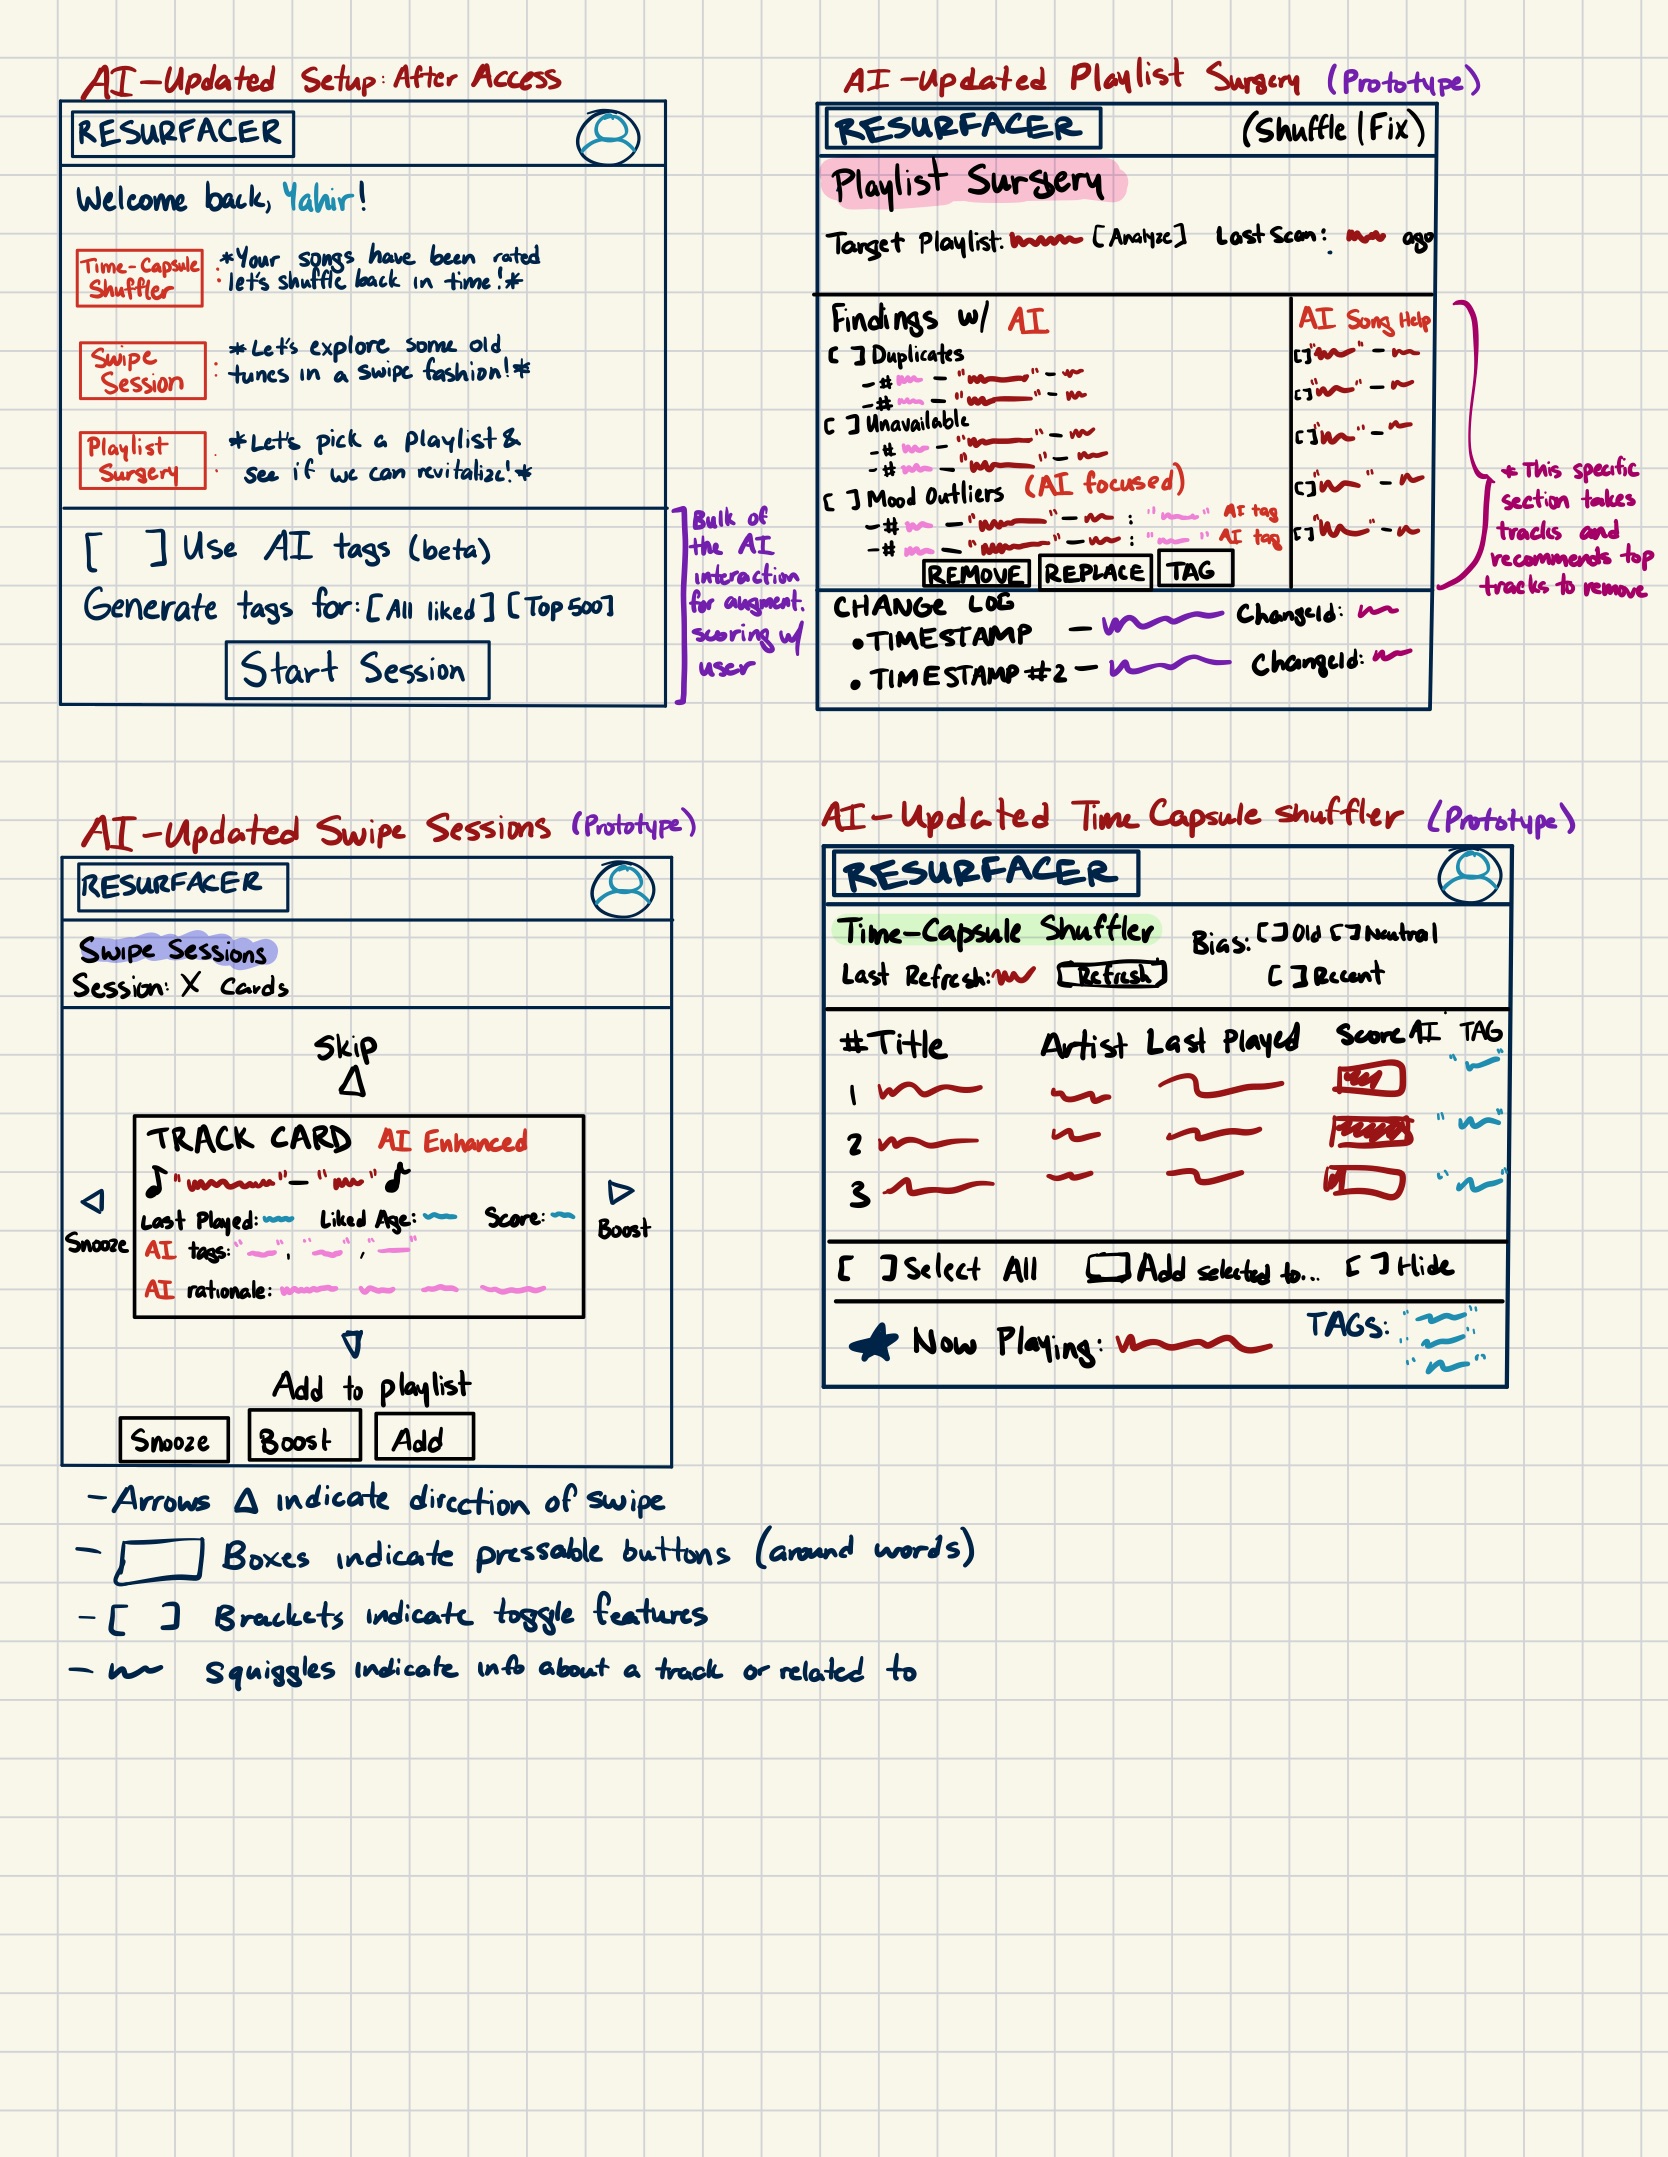 AI-Updated Setup: After Access
RESURFACER
Welcome back, Yahir!
Time-Capsule Shuffler : *Your songs have been rated
let's shuffle back in time!*
Swipe Session : *Let's explore some old
tunes in a swipe fashion!*
Playlist Surgery : *Let's pick a playlist &
see if we can revitalize!*
[ ] Use AI tags (beta)
Generate tags for: [All liked] [Top 500]
Start Session
Bulk of
the AI
interaction
for augment.
scoring w/
user
AI-Updated Playlist Surgery (Prototype)
RESURFACER (Shuffle | Fix)
Playlist Surgery
Target Playlist: [Analyze] Last Scan: ago
Findings w/ AI
[ ] Duplicates
- # - " " -
- # - " " -
[ ] Unavailable
- # - " " -
- # - " " -
[ ] Mood Outliers (AI focused)
- # - " " - : " " AI tag
- # - " " - : " " AI tag
REMOVE REPLACE TAG
AI Song Help
[ ] " " -
[ ] " " -
[ ] " " -
[ ] " " -
[ ] " " -
CHANGE LOG
• TIMESTAMP - ChangeId:
• TIMESTAMP #2 - ChangeId:
* This specific
section takes
tracks and
recommends top
tracks to remove
AI-Updated Swipe Sessions (Prototype)
RESURFACER
Swipe Sessions
Session: X Cards
Skip
TRACK CARD AI Enhanced
" " - " "
Last Played: Liked Age: Score:
AI tags: " ", " ", " "
AI rationale:
Snooze
Boost
Add to playlist
Snooze Boost Add
AI-Updated Time Capsule shuffler (Prototype)
RESURFACER
Time-Capsule Shuffler Bias: [ ] Old [ ] Neutral
Last Refresh: Refresh [ ] Recent
# Title Artist Last Played Score AI TAG
1 " "
2 " "
3 " "
[ ] Select All Add selected to... [ ] Hide
Now Playing: TAGS: " "
" "
" "
- Arrows Δ indicate direction of swipe
- Boxes indicate pressable buttons (around words)
- [ ] Brackets indicate toggle features
- Squiggles indicate info about a track or related to